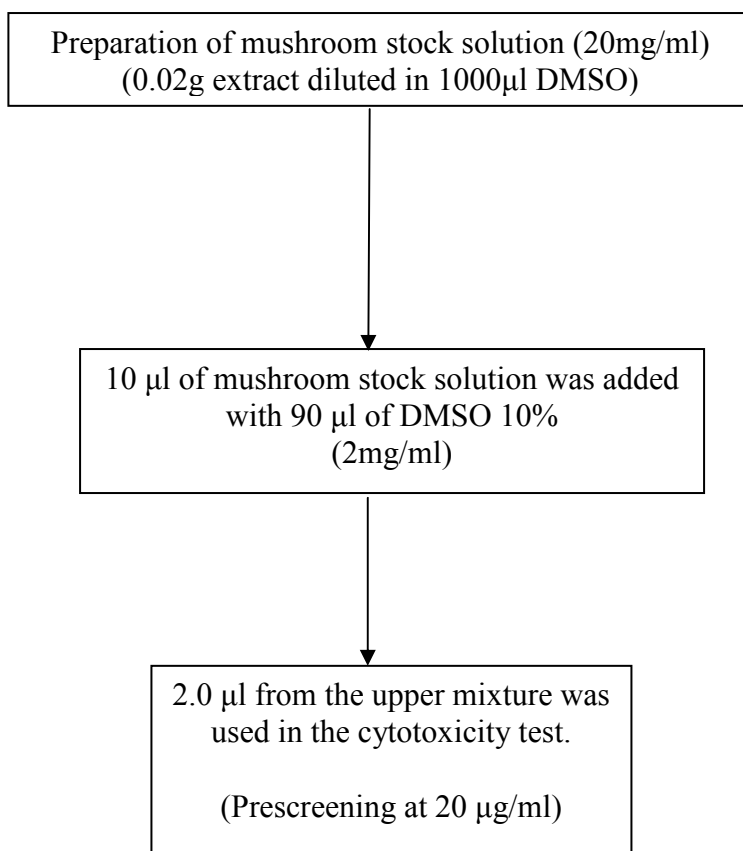 Preparation of mushroom stock solution (20mg/ml)
(0.02g extract diluted in 1000μl DMSO)
10 μl of mushroom stock solution was added
with 90 μl of DMSO 10%
(2mg/ml)
2.0 μl from the upper mixture was
used in the cytotoxicity test.
(Prescreening at 20 μg/ml)